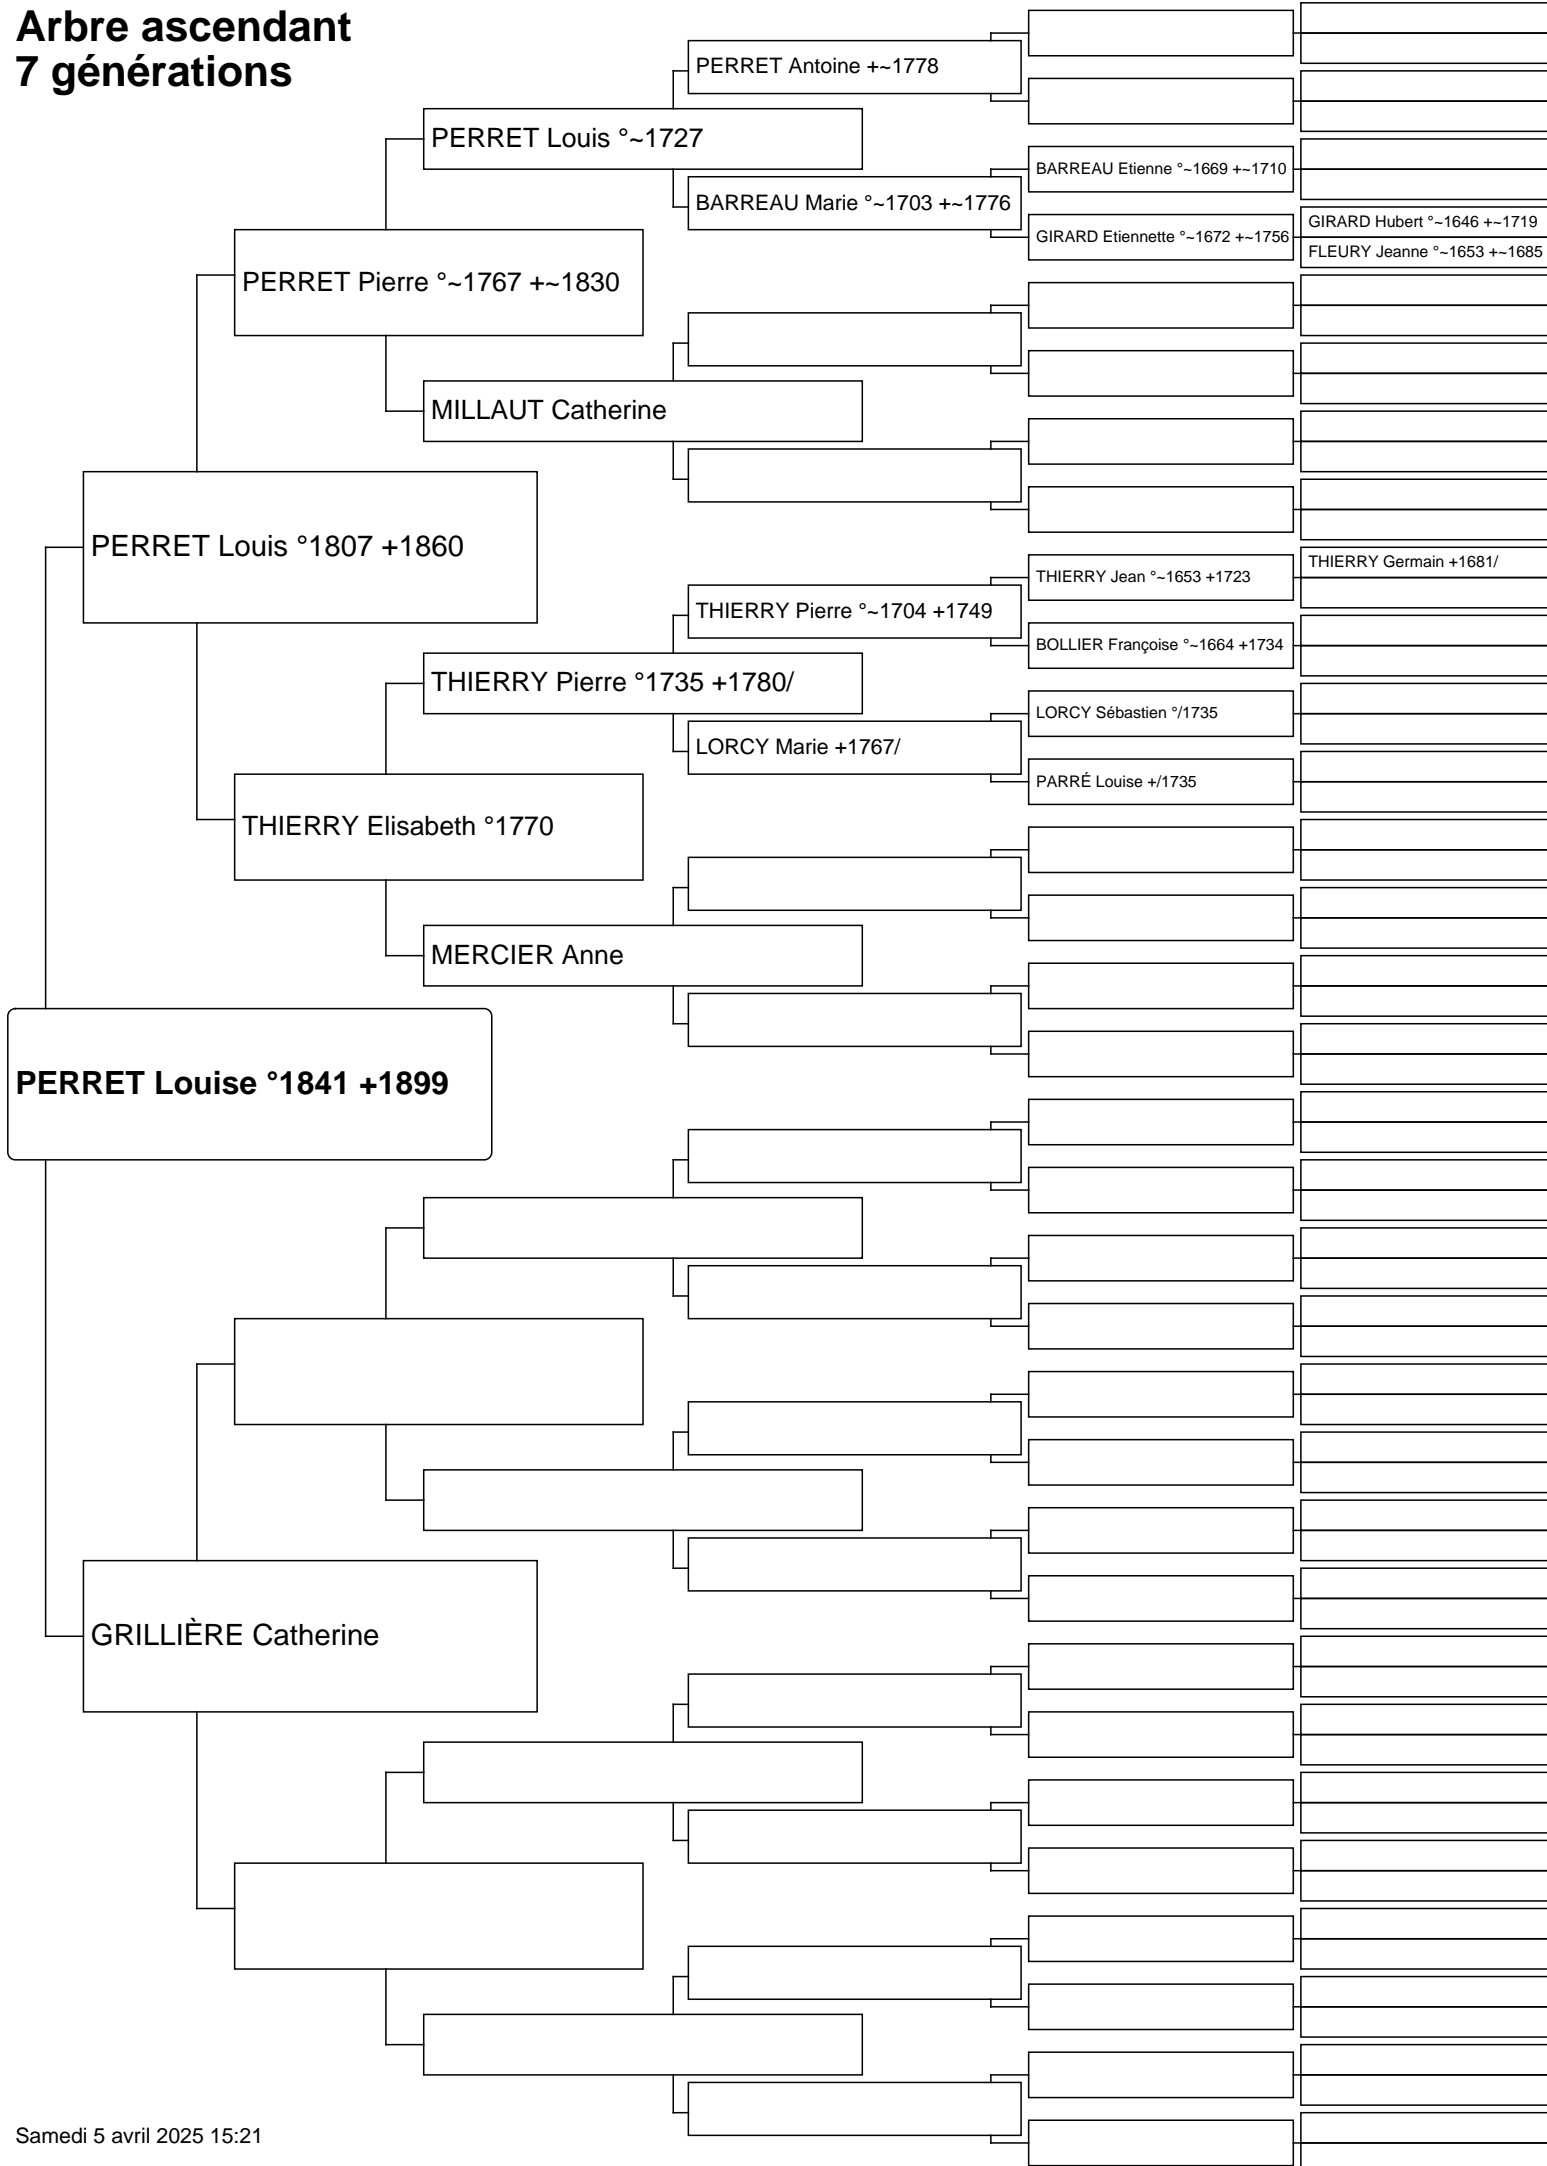 Arbre ascendant
7 générations
PERRET Antoine +~1778
PERRET Louis °~1727
BARREAU Etienne °~1669 +~1710
BARREAU Marie °~1703 +~1776
GIRARD Hubert °~1646 +~1719
GIRARD Etiennette °~1672 +~1756
FLEURY Jeanne °~1653 +~1685
PERRET Pierre °~1767 +~1830
MILLAUT Catherine
PERRET Louis °1807 +1860
THIERRY Germain +1681/
THIERRY Jean °~1653 +1723
THIERRY Pierre °~1704 +1749
BOLLIER Françoise °~1664 +1734
THIERRY Pierre °1735 +1780/
LORCY Sébastien °/1735
LORCY Marie +1767/
PARRÉ Louise +/1735
THIERRY Elisabeth °1770
MERCIER Anne
PERRET Louise °1841 +1899
GRILLIÈRE Catherine
Samedi 5 avril 2025 15:21